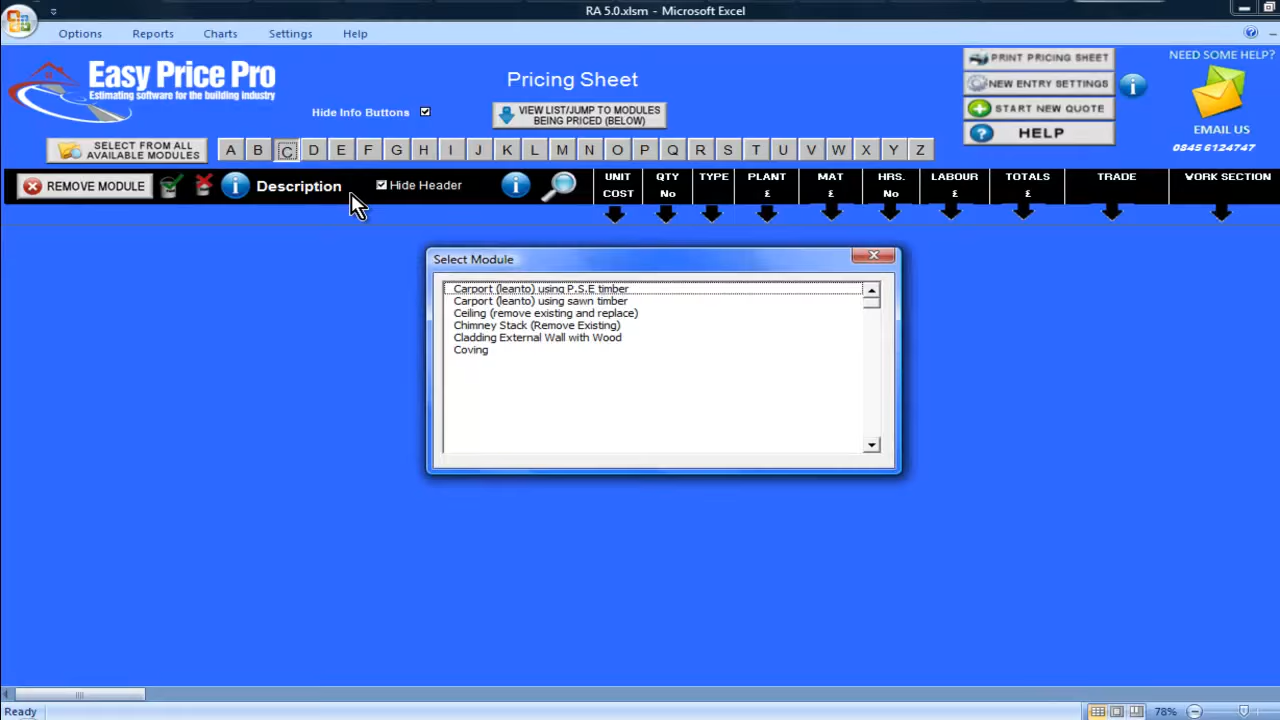 RA 5.0.xlsm - Microsoft Excel
Options Reports Charts Settings Help
Easy Price Pro
Estimating software for the building industry
Pricing Sheet
Hide Info Buttons
VIEW LIST/JUMP TO MODULES
BEING PRICED (BELOW)
PRINT PRICING SHEET
NEW ENTRY SETTINGS
START NEW QUOTE
HELP
NEED SOME HELP?
EMAIL US
0845 6124747
SELECT FROM ALL
AVAILABLE MODULES
A B C D E F G H I J K L M N O P Q R S T U V W X Y Z
REMOVE MODULE
Description
Hide Header
UNIT
COST
QTY
No
TYPE
PLANT
£
MAT
£
HRS.
No
LABOUR
£
TOTALS
£
TRADE
WORK SECTION
Select Module
Carport (leanto) using P.S.E timber
Carport (leanto) using sawn timber
Ceiling (remove existing and replace)
Chimney Stack (Remove Existing)
Cladding External Wall with Wood
Coving
Ready
78%